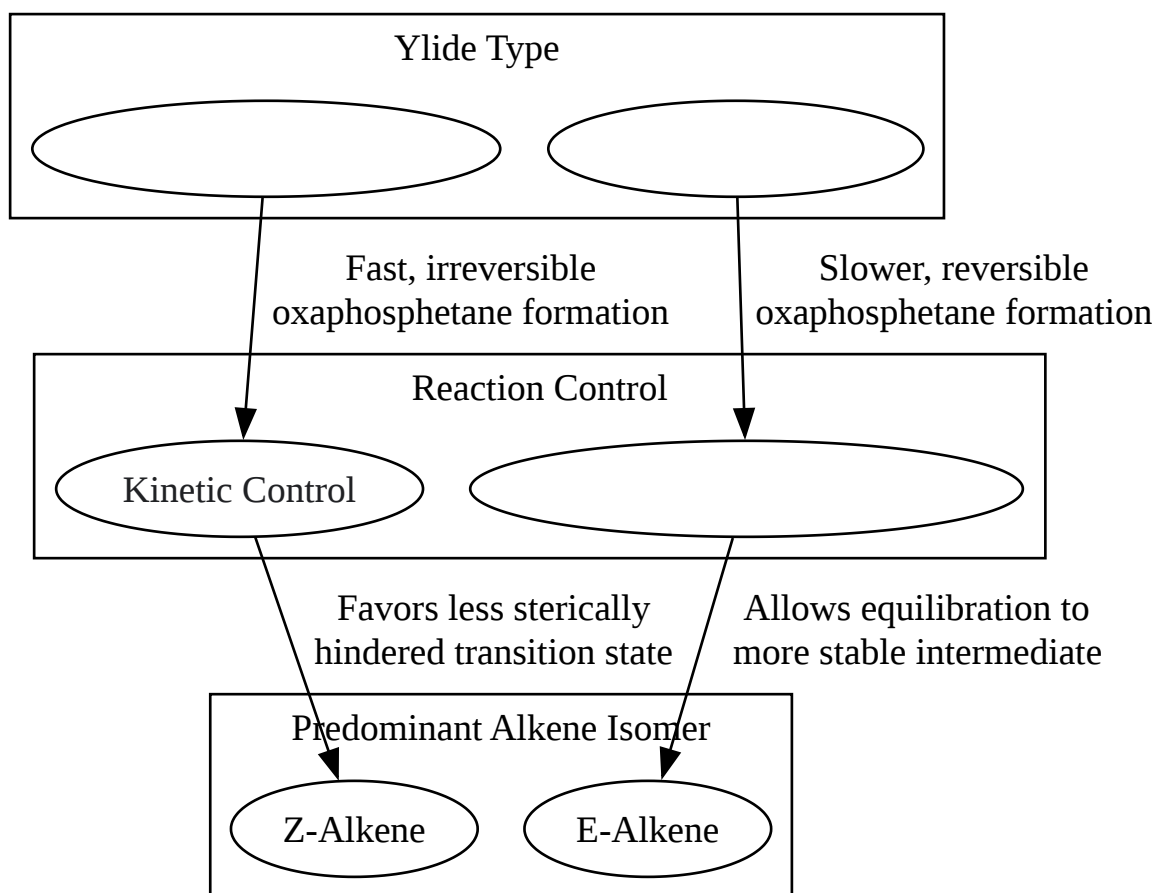 Ylide Type
Fast, irreversible
oxaphosphetane formation
Slower, reversible
oxaphosphetane formation
Reaction Control
Kinetic Control
Favors less sterically
hindered transition state
Allows equilibration to
more stable intermediate
Predominant Alkene Isomer
Z-Alkene
E-Alkene